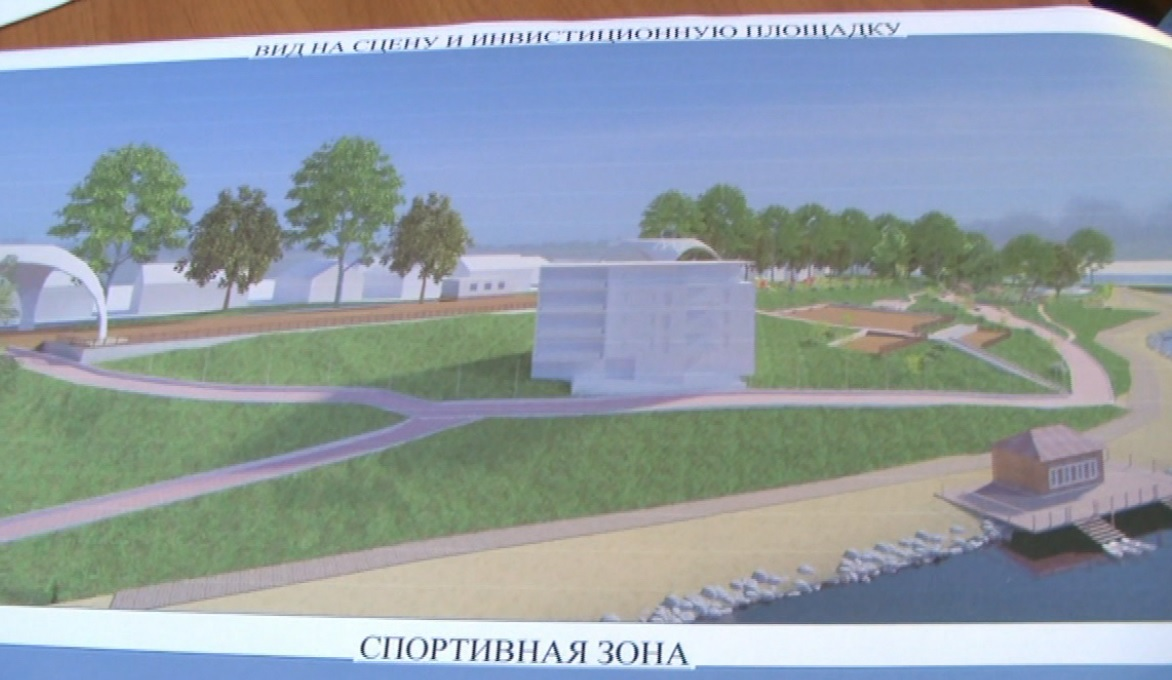 ВИД НА СЦЕНУ И ИНВИСТИЦИОННУЮ ПЛОЩАДКУ
СПОРТИВНАЯ ЗОНА